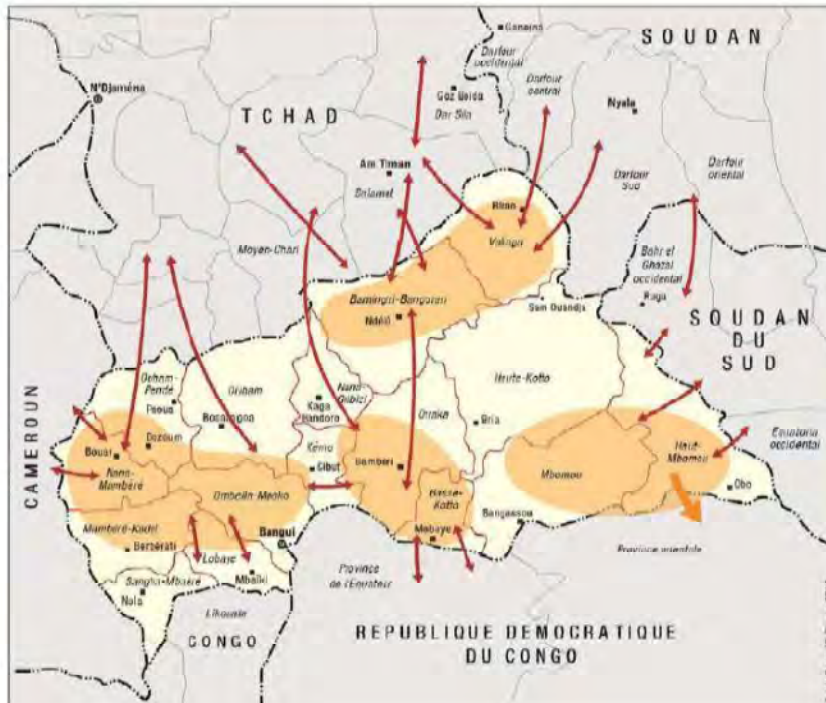 Geneina
SOUDAN
Darfour
occidental
Darfour
central
N'Djaména
Goz Beida
Dar Sila
Nyala
TCHAD
Am Timan
Salamat
Darfour
Sud
Darfour
oriental
Birao
Vakaga
Moyen-Chari
Bahr el
Ghazal
occidental
Raga
Bamingui-Bangoran
Ndélé
Sam Ouandja
SOUDAN
DU
SUD
Ouham-
Pendé
Paoua
Ouham
Bossangoa
Nana-
Gribizi
Kaga
Bandoro
Haute-Kotto
Ouaka
Bria
CAMEROUN
Bouar
Bozoum
Nana-
Mambéré
Kémo
Cibut
Bambari
Equatoria
occidental
Haut-
Mbomou
Mbomou
Obo
Ombella-Mpoko
Basse-
Kotto
Mambéré-Kadéi
Bangui
Mobaye
Bangassou
Berbérati
Lobaye
Mbaïki
Province orientale
Sangha-Mbaéré
Nola
Province
de l'Equateur
Likouala
CONGO
REPUBLIQUE DEMOCRATIQUE
DU CONGO